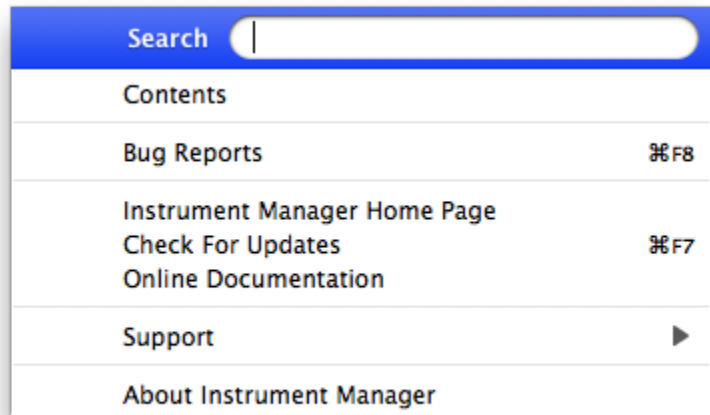 Search
Contents
Bug Reports ⌘F8
Instrument Manager Home Page
Check For Updates ⌘F7
Online Documentation
Support
About Instrument Manager